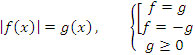 |f(x)| = g(x),
f = g
f = -g
g ≥ 0